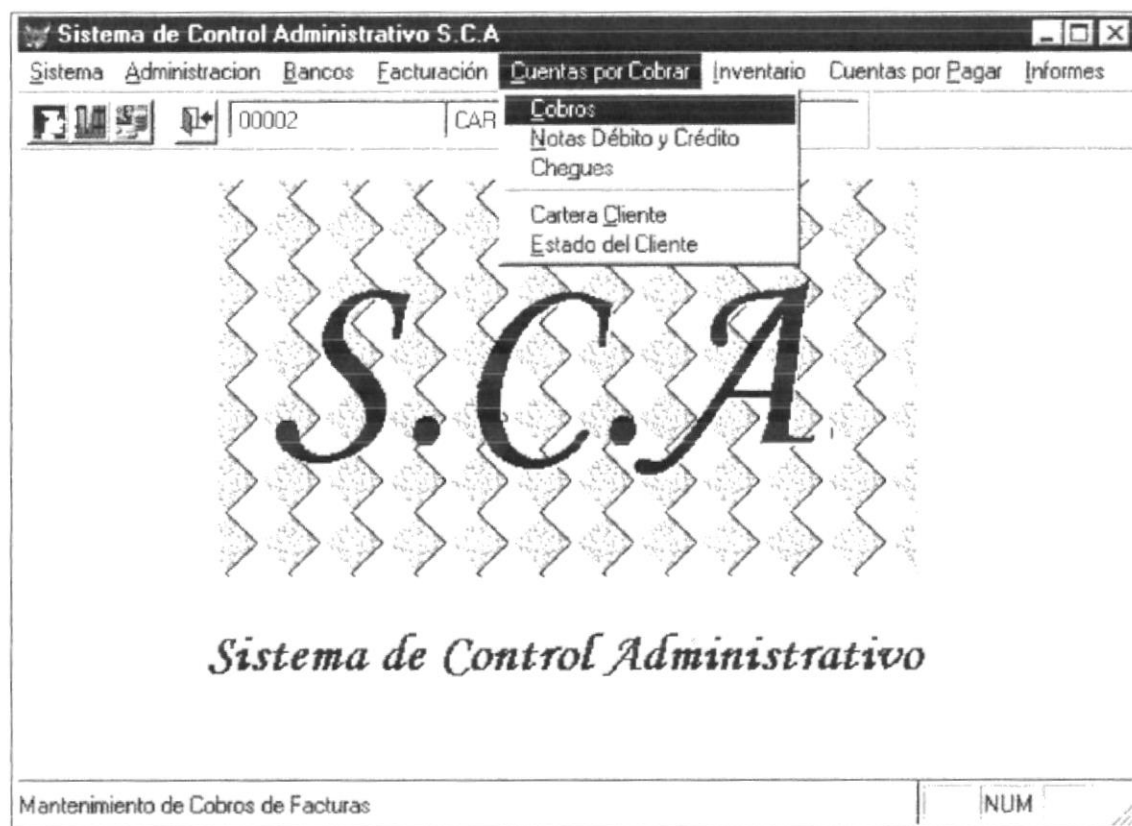 Sistema de Control Administrativo S.C.A
Sistema Administracion Bancos Facturación Cuentas por Cobrar Inventario Cuentas por Pagar Informes
00002 CAR
Cobros
Notas Débito y Crédito
Chegues
Cartera Cliente
Estado del Cliente
S.C.A
Sistema de Control Administrativo
Mantenimiento de Cobros de Facturas NUM